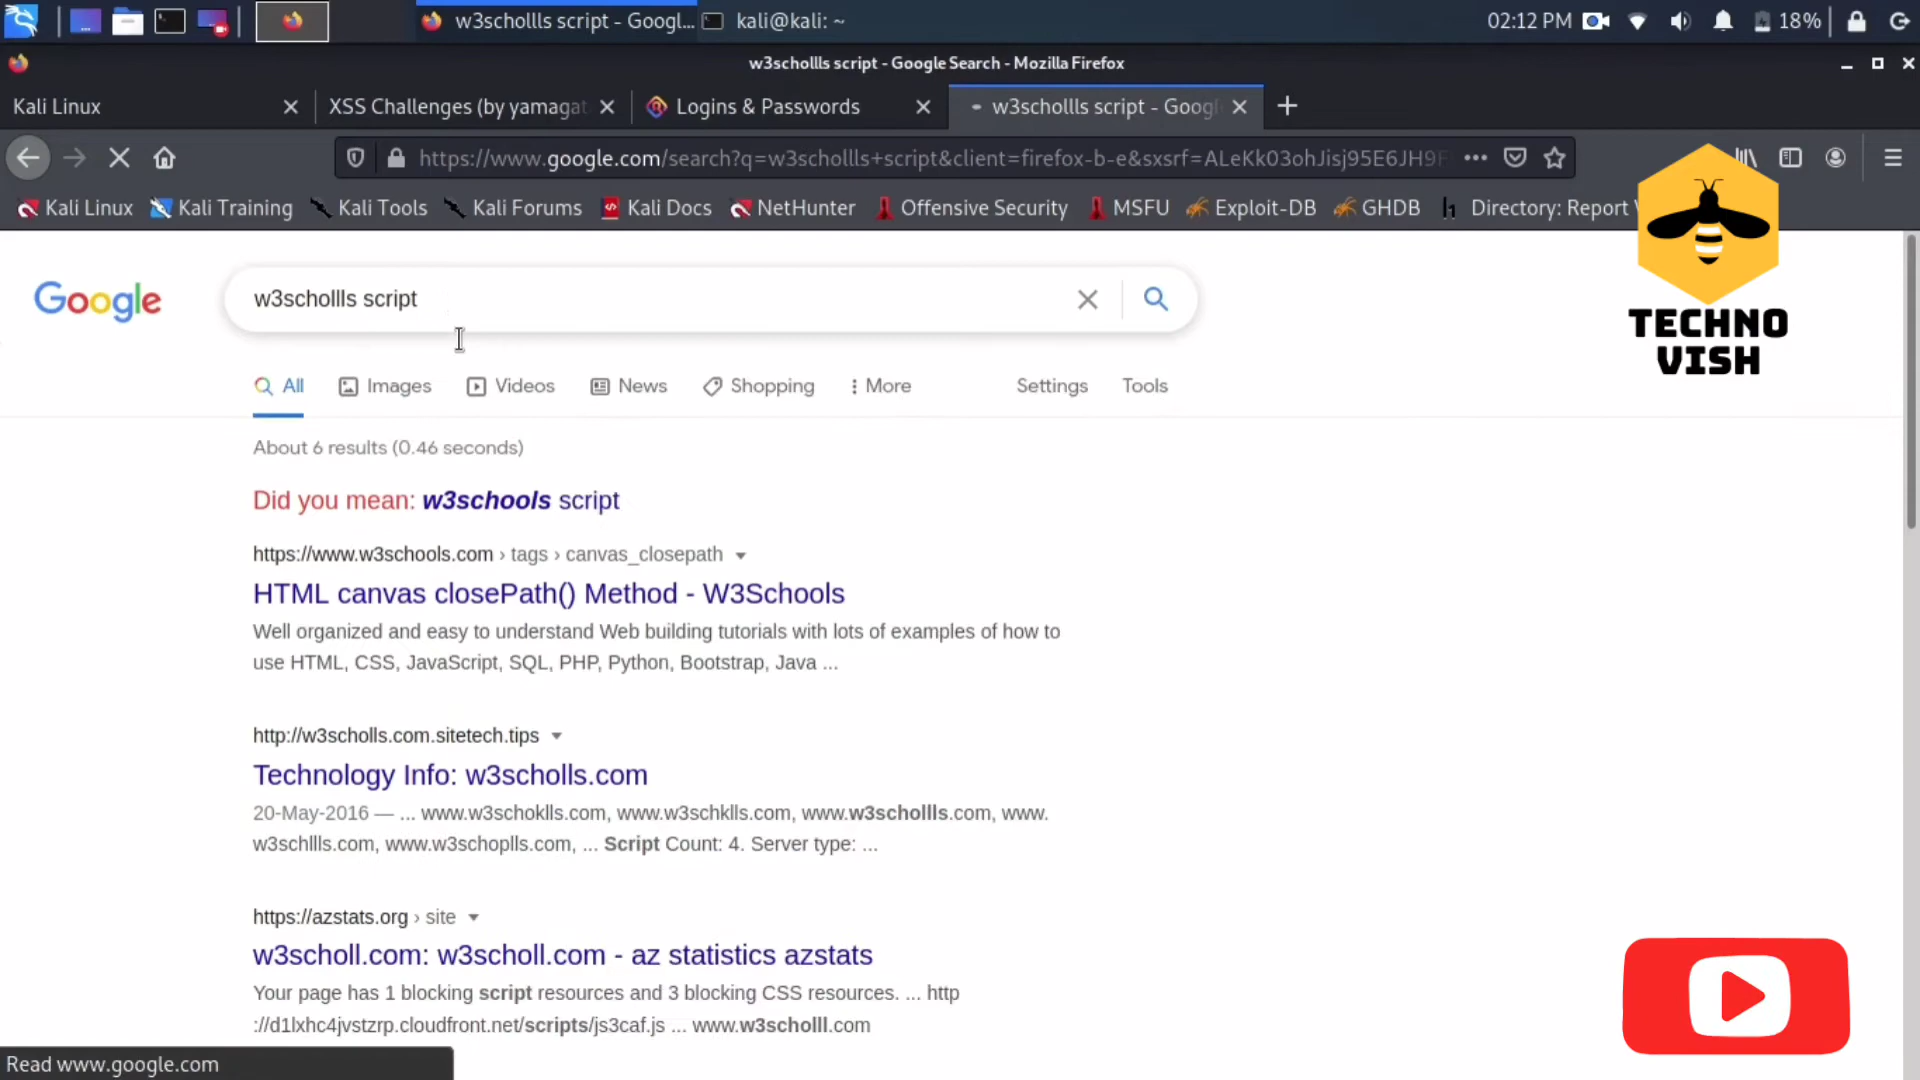 w3schollls script - Googl...
kali@kali: ~
02:12 PM
18%
w3schollls script - Google Search - Mozilla Firefox
Kali Linux
XSS Challenges (by yamagat
Logins & Passwords
w3schollls script - Googl
https://www.google.com/search?q=w3schollls+script&client=firefox-b-e&sxsrf=ALeKk03ohJisj95E6JH9F
Kali Linux
Kali Training
Kali Tools
Kali Forums
Kali Docs
NetHunter
Offensive Security
MSFU
Exploit-DB
GHDB
Directory: Report
TECHNO
VISH
Google
w3schollls script
All
Images
Videos
News
Shopping
More
Settings
Tools
About 6 results (0.46 seconds)
Did you mean: w3schools script
https://www.w3schools.com › tags › canvas_closepath
HTML canvas closePath() Method - W3Schools
Well organized and easy to understand Web building tutorials with lots of examples of how to
use HTML, CSS, JavaScript, SQL, PHP, Python, Bootstrap, Java ...
http://w3scholls.com.sitetech.tips
Technology Info: w3scholls.com
20-May-2016 — ... www.w3schoklls.com, www.w3schklls.com, www.w3schollls.com, www.
w3schllls.com, www.w3schoplls.com, ... Script Count: 4. Server type: ...
https://azstats.org › site
w3scholl.com: w3scholl.com - az statistics azstats
Your page has 1 blocking script resources and 3 blocking CSS resources. ... http
://d1lxhc4jvstzrp.cloudfront.net/scripts/js3caf.js ... www.w3scholll.com
Read www.google.com